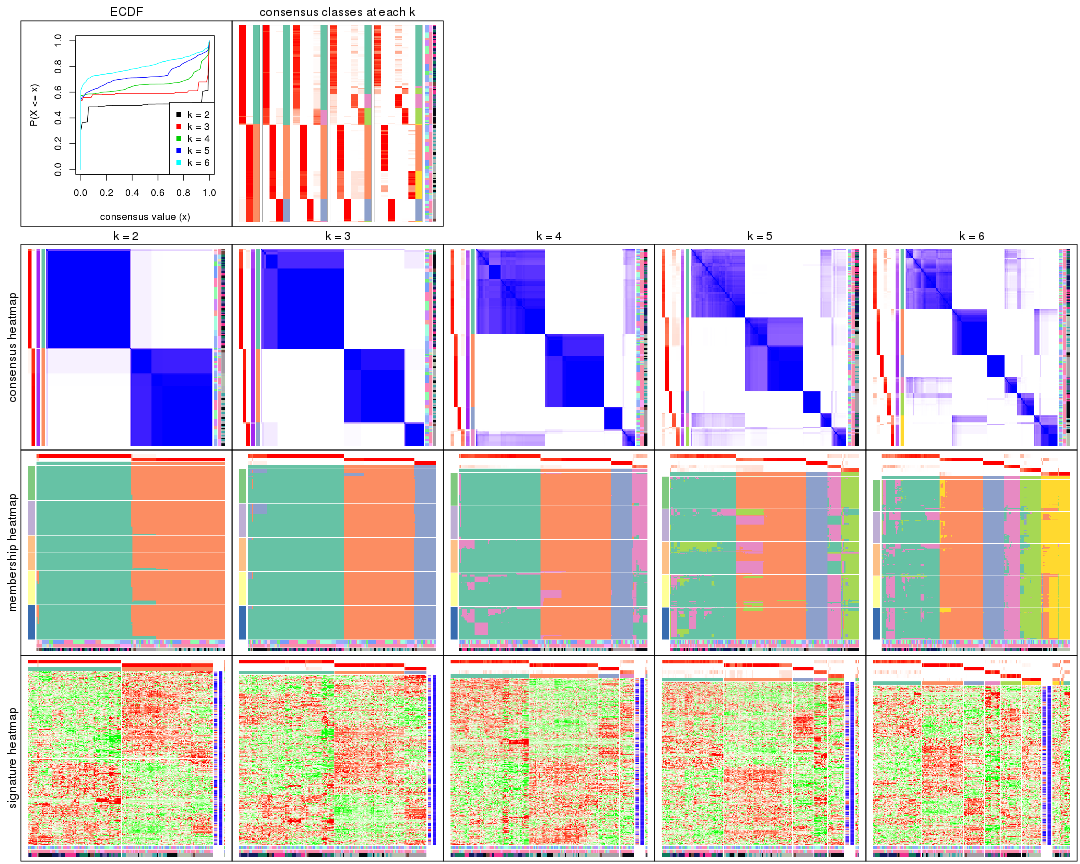 ECDF
consensus classes at each k
P(X <= x)
0.0 0.2 0.4 0.6 0.8 1.0
k = 2
k = 3
k = 4
k = 5
k = 6
0.0 0.2 0.4 0.6 0.8 1.0
consensus value (x)
k = 2 k = 3 k = 4 k = 5 k = 6
consensus heatmap
membership heatmap
signature heatmap